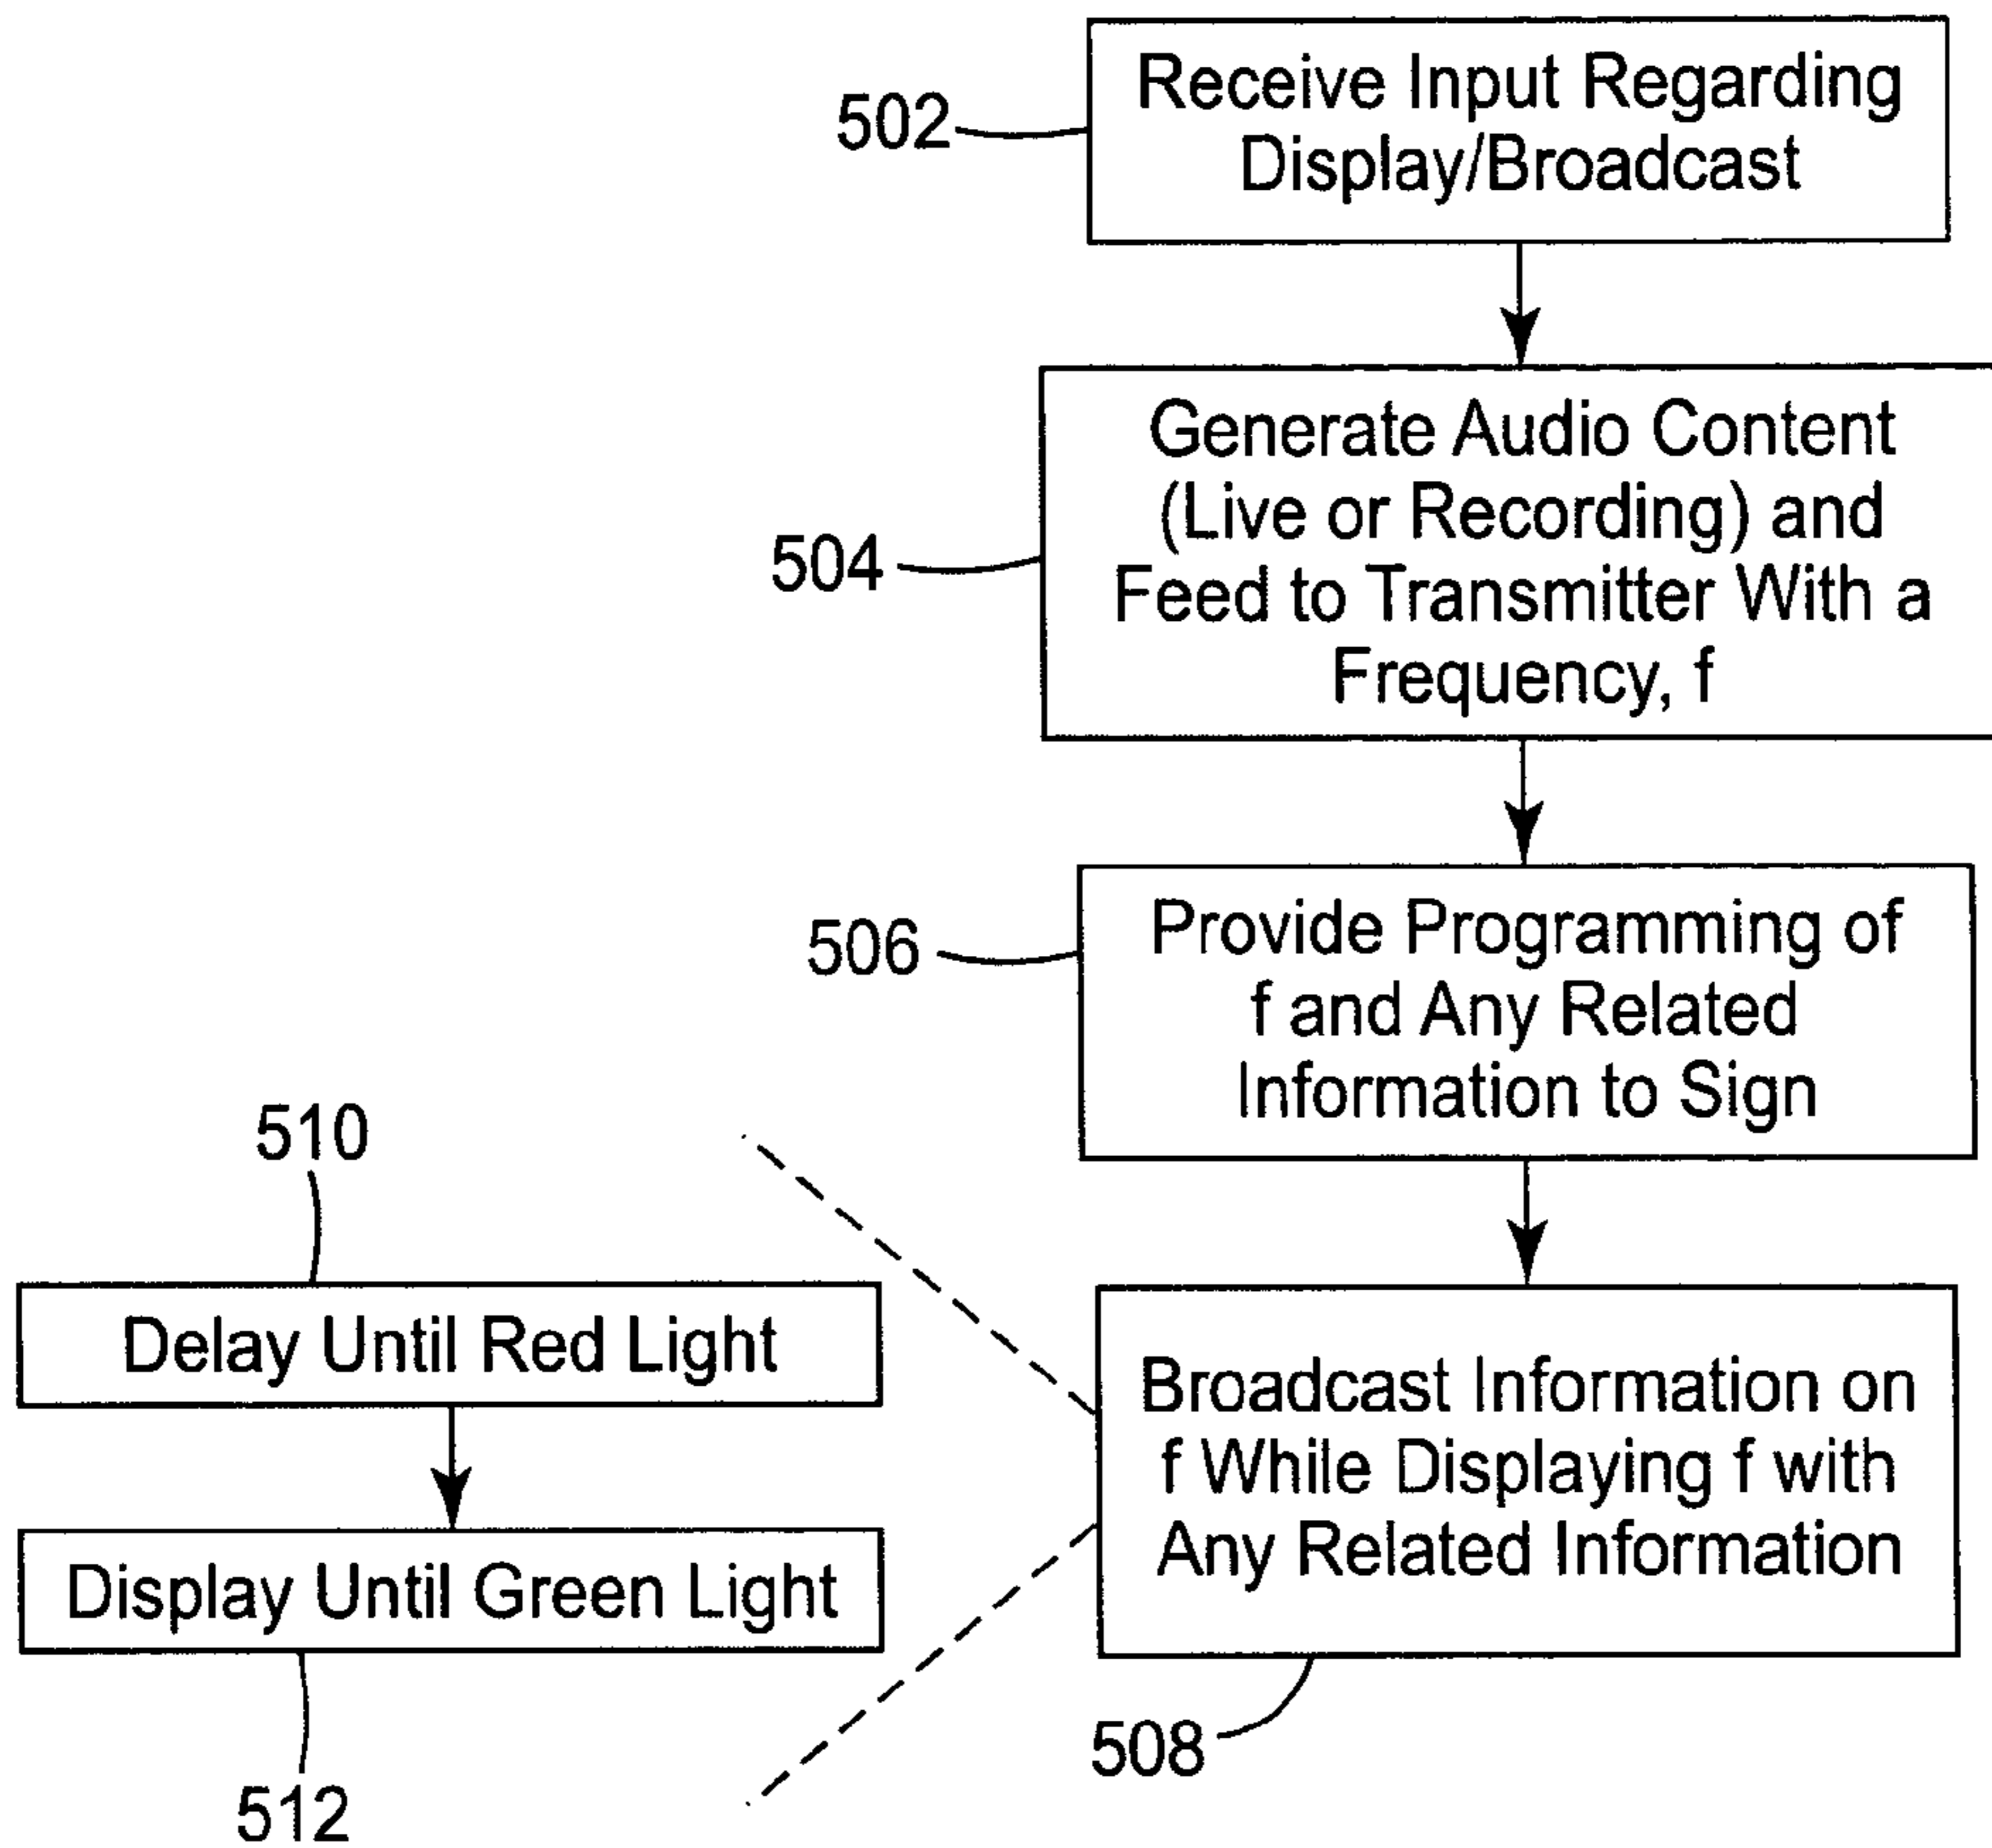 502
Receive Input Regarding
Display/Broadcast
504
Generate Audio Content
(Live or Recording) and
Feed to Transmitter With a
Frequency, f
506
Provide Programming of
f and Any Related
Information to Sign
510
Delay Until Red Light
Display Until Green Light
512
Broadcast Information on
f While Displaying f with
Any Related Information
508